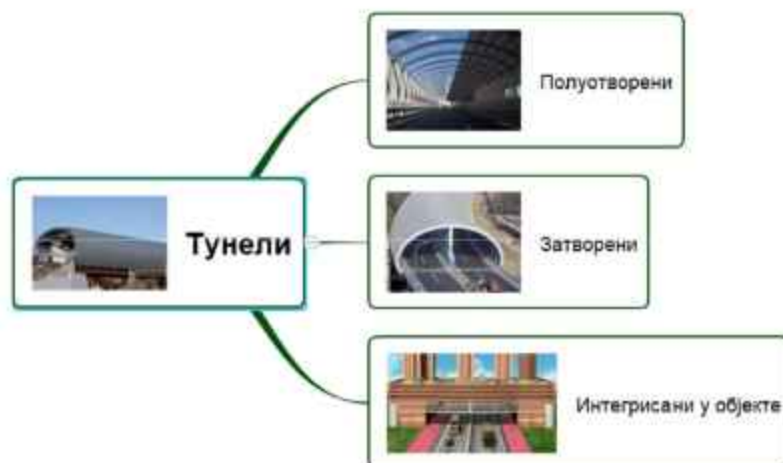 Полуотворени
Тунели
Затворени
Интегрисани у објекте